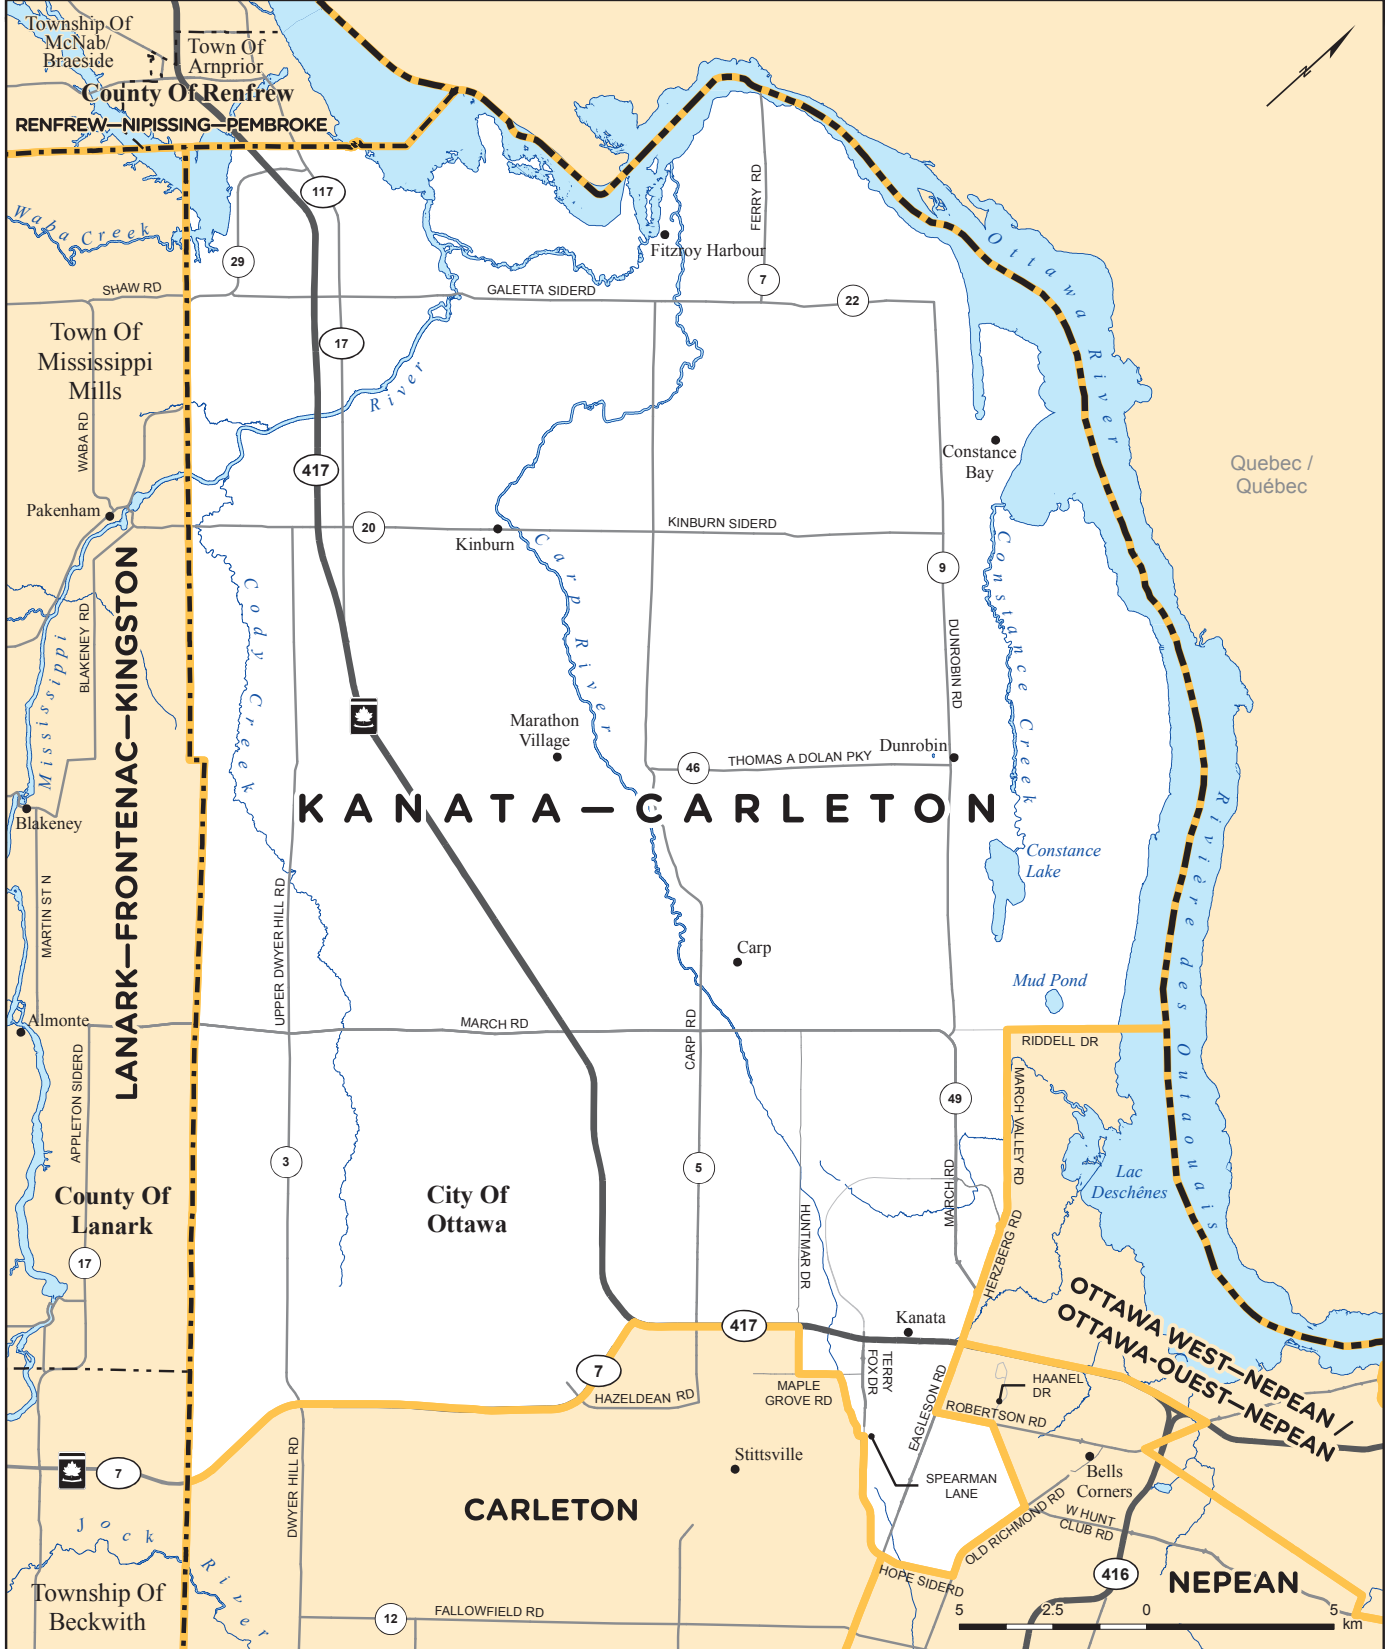 Township Of
McNab/
Braeside
Town Of
Arnprior
County Of Renfrew
RENFREW—NIPISSING—PEMBROKE
N
117
Waba Creek
29
FERRY RD
Fitzroy Harbour
7
SHAW RD
GALETTA SIDERD
22
Ottawa River
Town Of
Mississippi
Mills
17
River
WABA RD
417
Constance
Bay
Quebec /
Québec
Pakenham
20
Kinburn
KINBURN SIDERD
Carp River
9
Cody Creek
Constance Creek
BLAKENEY RD
Mississippi
LANARK—FRONTENAC—KINGSTON
DUNROBIN RD
Marathon
Village
46
THOMAS A DOLAN PKY
Dunrobin
KANATA—CARLETON
Blakeney
Rivière des Outaouais
Constance
Lake
MARTIN ST N
UPPER DWYER HILL RD
Carp
Mud Pond
Almonte
MARCH RD
CARP RD
RIDDELL DR
APPLETON SIDERD
MARCH VALLEY RD
49
3
5
MARCH RD
Lac
Deschênes
County Of
Lanark
City Of
Ottawa
HUNTMAR DR
HERZBERG RD
17
Kanata
417
OTTAWA WEST—NEPEAN /
OTTAWA-OUEST—NEPEAN
7
TERRY
FOX DR
HAZELDEAN RD
MAPLE
GROVE RD
EAGLESON RD
HAANEL
DR
ROBERTSON RD
7
DWYER HILL RD
Stittsville
SPEARMAN
LANE
Bells
Corners
CARLETON
OLD RICHMOND RD
W HUNT
CLUB RD
Jock River
HOPE SIDERD
416
NEPEAN
Township Of
Beckwith
12
FALLOWFIELD RD
5 2.5 0 5
km